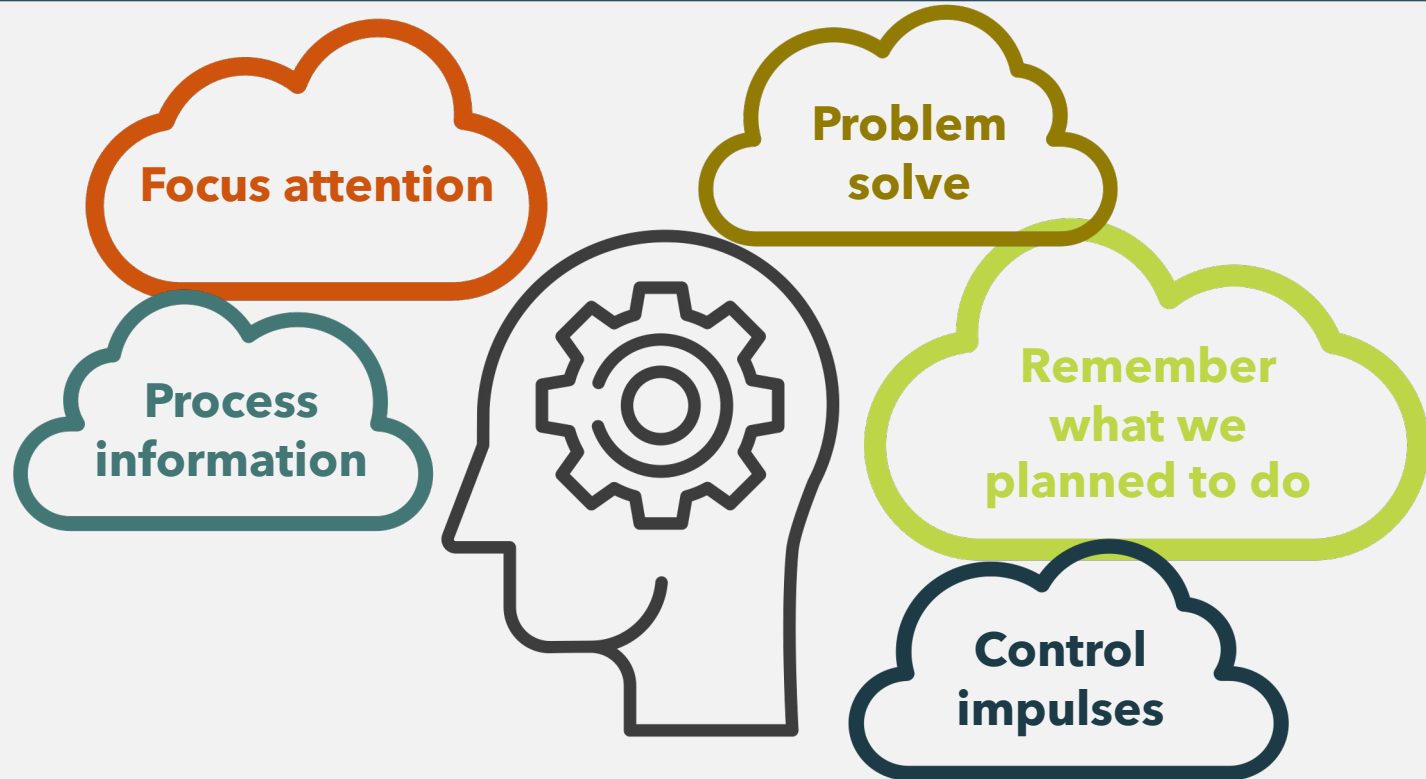 Focus attention
Problem
solve
Process
information
Remember
what we
planned to do
Control
impulses